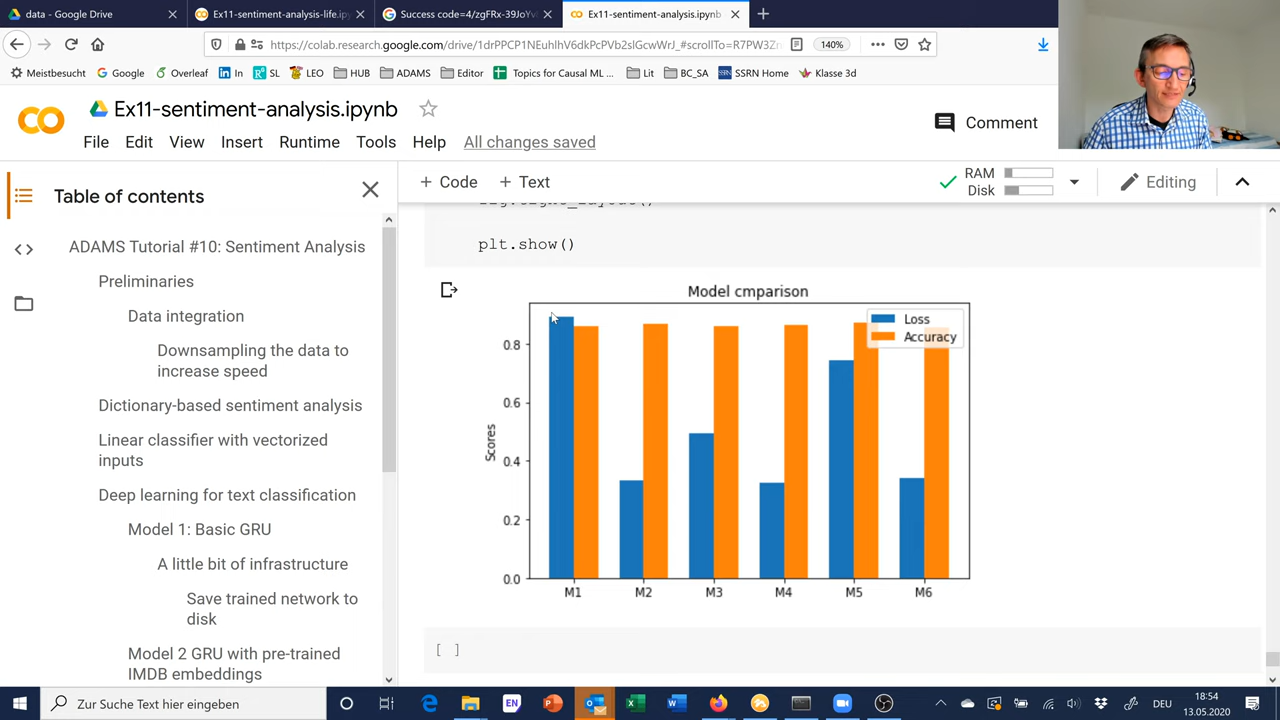 data - Google Drive
Ex11-sentiment-analysis-life.ipynb
Success code=4/zgFRx-39JoYv
Ex11-sentiment-analysis.ipynb
https://colab.research.google.com/drive/1drPPCP1NEuhlhV6dkPcPVb2slGcwWrJ_#scrollTo=R7PW3Zr
140%
Meistbesucht
Google
Overleaf
In
SL
LEO
HUB
ADAMS
Editor
Topics for Causal ML ...
Lit
BC_SA
SSRN Home
Klasse 3d
Ex11-sentiment-analysis.ipynb
Comment
File Edit View Insert Runtime Tools Help All changes saved
Table of contents
+ Code + Text
RAM
Disk
Editing
ADAMS Tutorial #10: Sentiment Analysis
Preliminaries
Data integration
Downsampling the data to
increase speed
Dictionary-based sentiment analysis
Linear classifier with vectorized
inputs
Deep learning for text classification
Model 1: Basic GRU
A little bit of infrastructure
Save trained network to
disk
Model 2 GRU with pre-trained
IMDB embeddings
plt.show()
Model cmparison
Loss
Accuracy
Scores
0.8
0.6
0.4
0.2
0.0
M1 M2 M3 M4 M5 M6
[ ]
Zur Suche Text hier eingeben
EN
DEU
18:54
13.05.2020